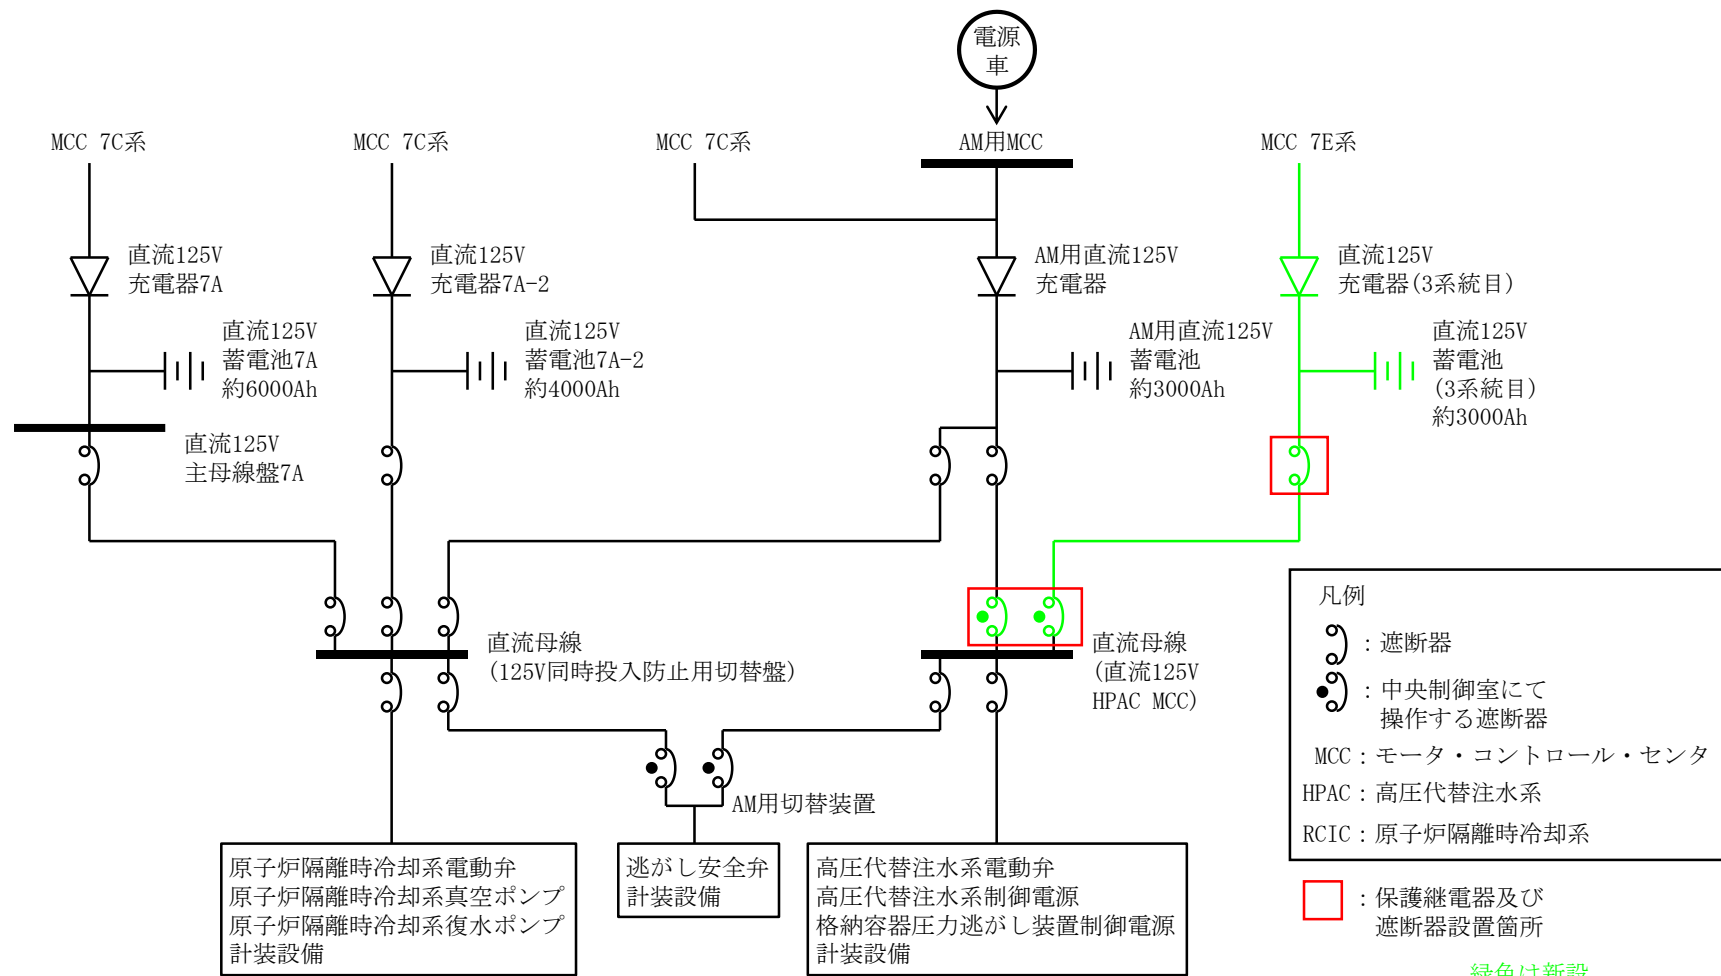 電源
車
MCC 7C系
MCC 7C系
MCC 7C系
AM用MCC
MCC 7E系
直流125V
充電器7A
直流125V
充電器7A-2
AM用直流125V
充電器
直流125V
充電器(3系統目)
直流125V
蓄電池7A
約6000Ah
直流125V
蓄電池7A-2
約4000Ah
AM用直流125V
蓄電池
約3000Ah
直流125V
蓄電池
(3系統目)
約3000Ah
直流125V
主母線盤7A
直流母線
(125V同時投入防止用切替盤)
直流母線
(直流125V
HPAC MCC)
AM用切替装置
原子炉隔離時冷却系電動弁
原子炉隔離時冷却系真空ポンプ
原子炉隔離時冷却系復水ポンプ
計装設備
逃がし安全弁
計装設備
高圧代替注水系電動弁
高圧代替注水系制御電源
格納容器圧力逃がし装置制御電源
計装設備
凡例
：遮断器
：中央制御室にて
操作する遮断器
MCC：モータ・コントロール・センタ
HPAC：高圧代替注水系
RCIC：原子炉隔離時冷却系
：保護継電器及び
遮断器設置箇所
緑色は新設